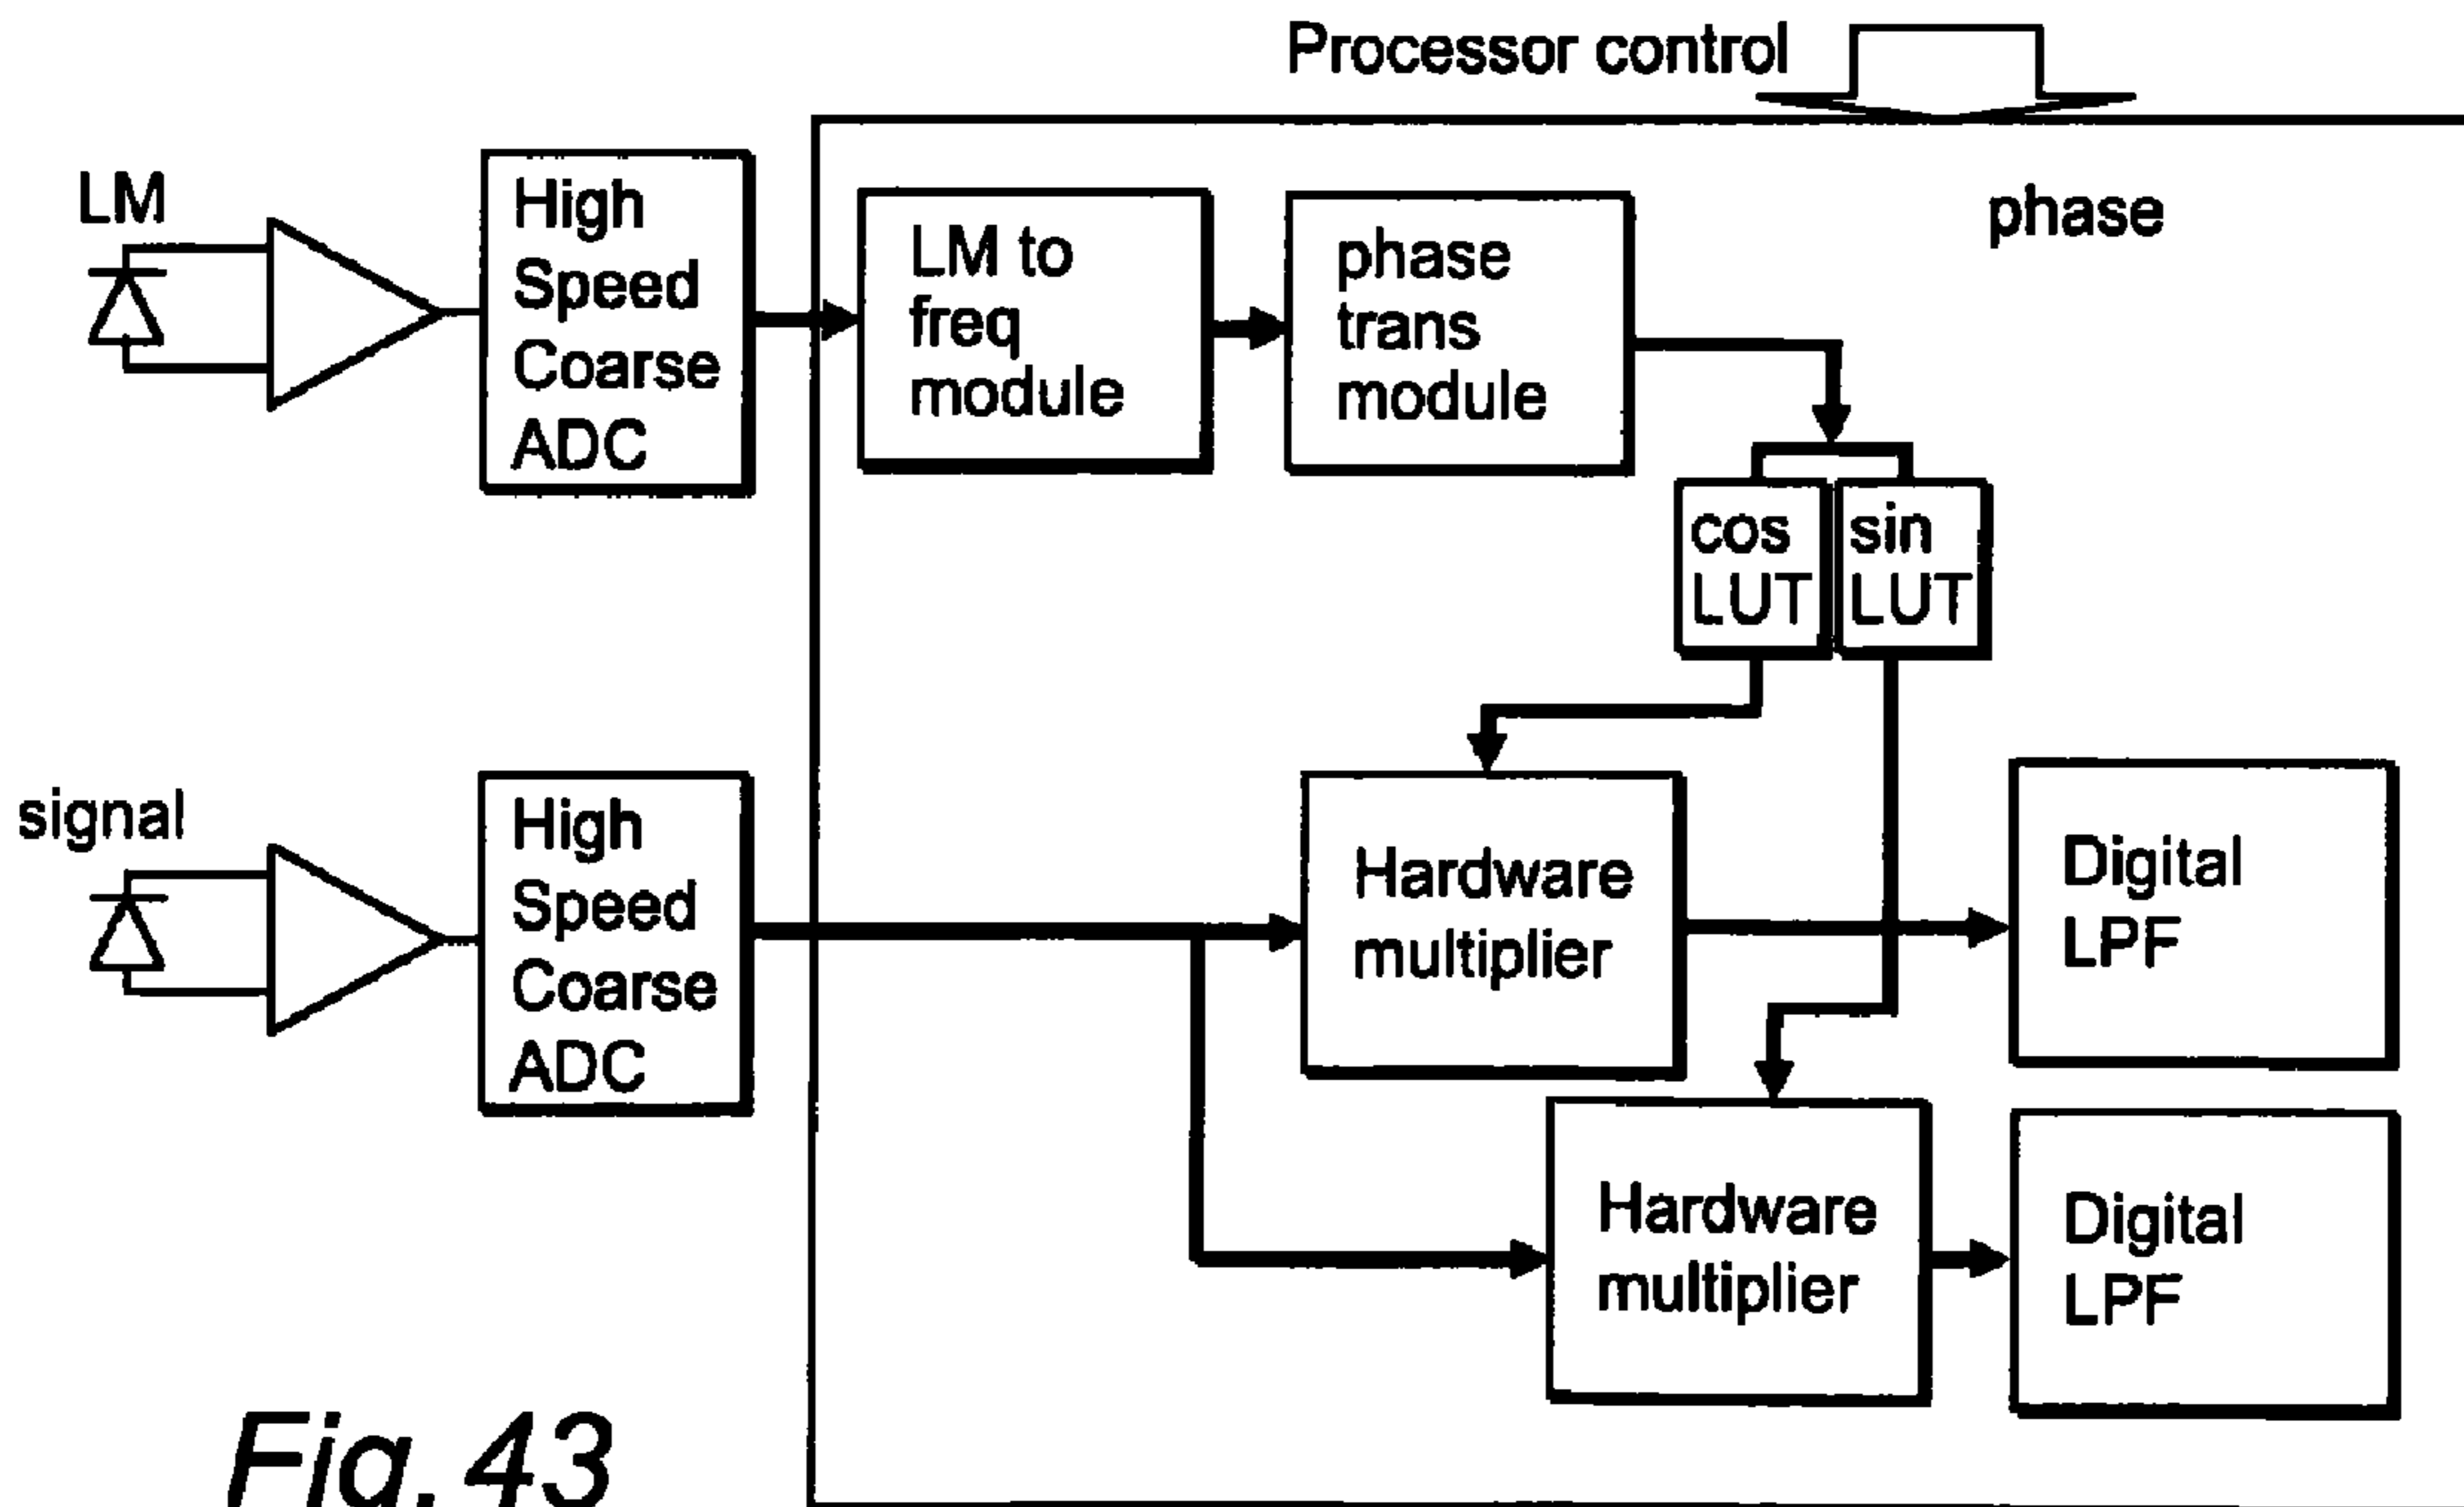 Processor control
LM
High
Speed
Coarse
ADC
LM to
freq
module
phase
trans
module
phase
cos
LUT
sin
LUT
signal
High
Speed
Coarse
ADC
Hardware
multiplier
Digital
LPF
Hardware
multiplier
Digital
LPF
Fig. 43